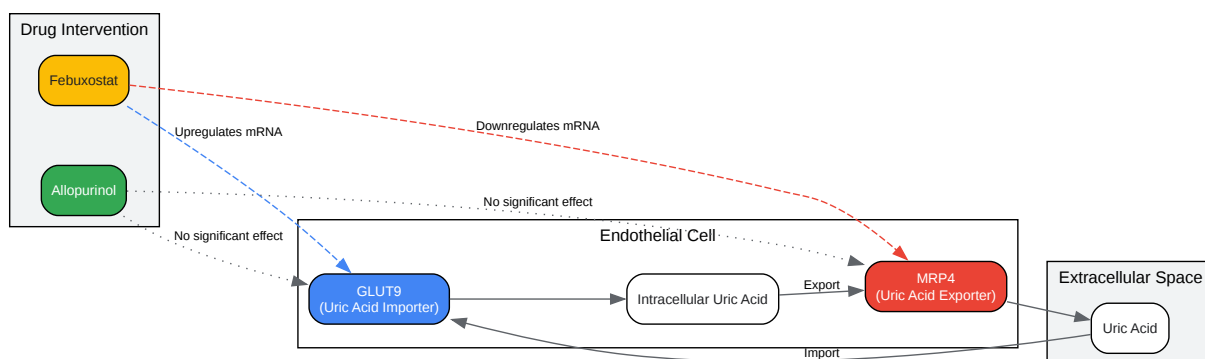 Drug Intervention
Febuxostat
Upregulates mRNA
Downregulates mRNA
Allopurinol
No significant effect
No significant effect
Endothelial Cell
GLUT9
(Uric Acid Importer)
Intracellular Uric Acid
Export
MRP4
(Uric Acid Exporter)
Extracellular Space
Uric Acid
Import